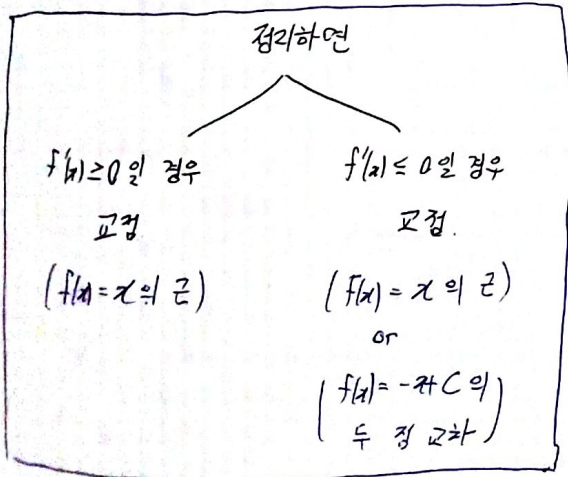 정리하면
f'(x)≥0일 경우
교점.
(f(x)=x의 근)
f'(x)≤0일 경우
교점.
(f(x)=x의 근)
or
(f(x)=-x+C의
두 점 교차)